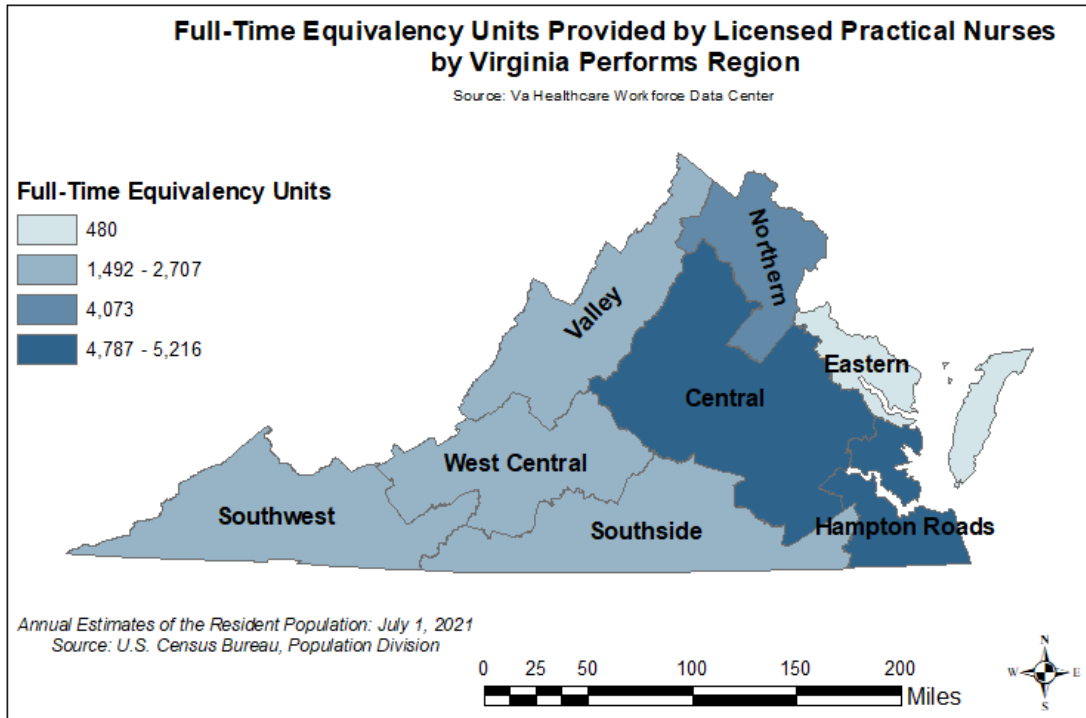 Full-Time Equivalency Units Provided by Licensed Practical Nurses
by Virginia Performs Region
Source: Va Healthcare Workforce Data Center
Full-Time Equivalency Units
480
1,492 - 2,707
4,073
4,787 - 5,216
Northern
Valley
Eastern
Central
West Central
Southwest
Southside
Hampton Roads
Annual Estimates of the Resident Population: July 1, 2021
Source: U.S. Census Bureau, Population Division
0 25 50 100 150 200
Miles
N
W E
S